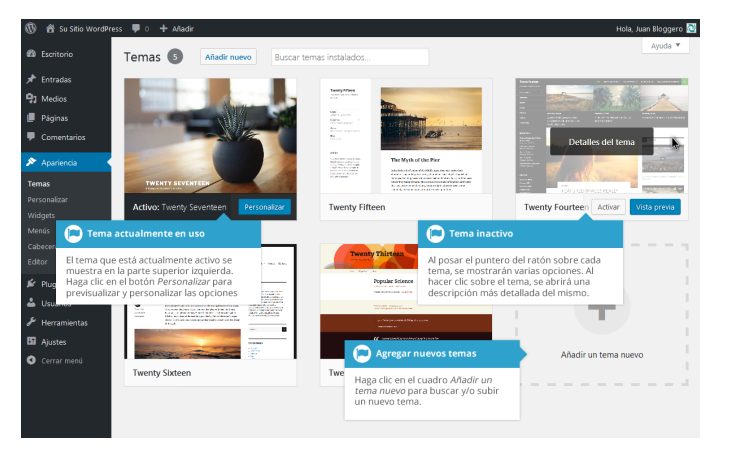 Su Sitio WordPress 0 + Añadir Hola, Juan Bloggero
Escritorio
Entradas
Medios
Páginas
Comentarios
Apariencia
Temas
Personalizar
Widgets
Menús
Cabecera
Editor
Plug
Usuarios
Herramientas
Ajustes
Cerrar menú
Temas 5 Añadir nuevo Buscar temas instalados...
Ayuda ▼
TWENTY SEVENTEEN
Activo: Twenty Seventeen Personalizar
Twenty Fifteen
The Myth of the Pier
Twenty Fifteen
Detalles del tema
Twenty Fourteen Activar Vista previa
Tema actualmente en uso
El tema que está actualmente activo se
muestra en la parte superior izquierda.
Haga clic en el botón Personalizar para
previsualizar y personalizar las opciones
Tema inactivo
Al posar el puntero del ratón sobre cada
tema, se mostrarán varias opciones. Al
hacer clic sobre el tema, se abrirá una
descripción más detallada del mismo.
Twenty Sixteen
Twenty Thirteen
Popular Science
Twe
Añadir un tema nuevo
Agregar nuevos temas
Haga clic en el cuadro Añadir un
tema nuevo para buscar y/o subir
un nuevo tema.